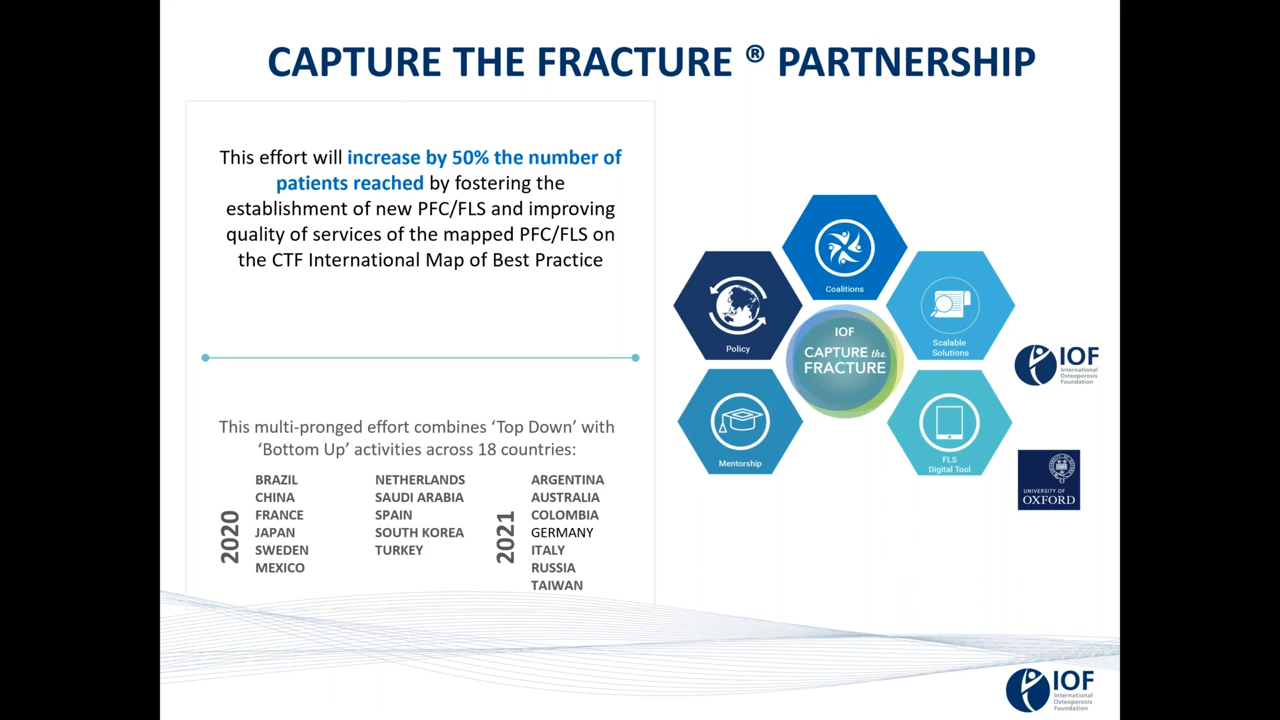 CAPTURE THE FRACTURE ® PARTNERSHIP
This effort will increase by 50% the number of
patients reached by fostering the
establishment of new PFC/FLS and improving
quality of services of the mapped PFC/FLS on
the CTF International Map of Best Practice
This multi-pronged effort combines ‘Top Down’ with
‘Bottom Up’ activities across 18 countries:
2020
BRAZIL
CHINA
FRANCE
JAPAN
SWEDEN
MEXICO
NETHERLANDS
SAUDI ARABIA
SPAIN
SOUTH KOREA
TURKEY
2021
ARGENTINA
AUSTRALIA
COLOMBIA
GERMANY
ITALY
RUSSIA
TAIWAN
Coalitions
Policy
Scalable
Solutions
IOF
CAPTURE the
FRACTURE
Mentorship
FLS
Digital Tool
IOF
International
Osteoporosis
Foundation
UNIVERSITY OF
OXFORD
IOF
International
Osteoporosis
Foundation